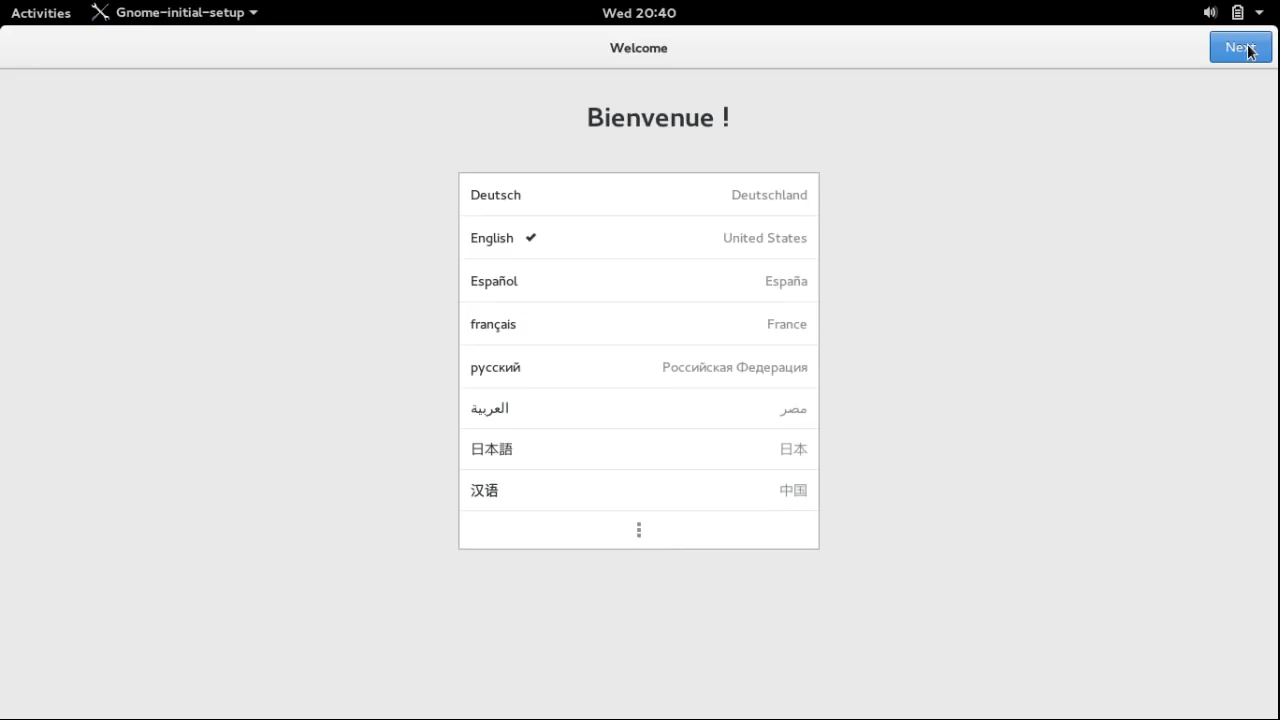 Activities Gnome-initial-setup Wed 20:40
Welcome Next
Bienvenue !
Deutsch Deutschland
English United States
Español España
français France
русский Российская Федерация
العربية مصر
日本語 日本
汉语 中国